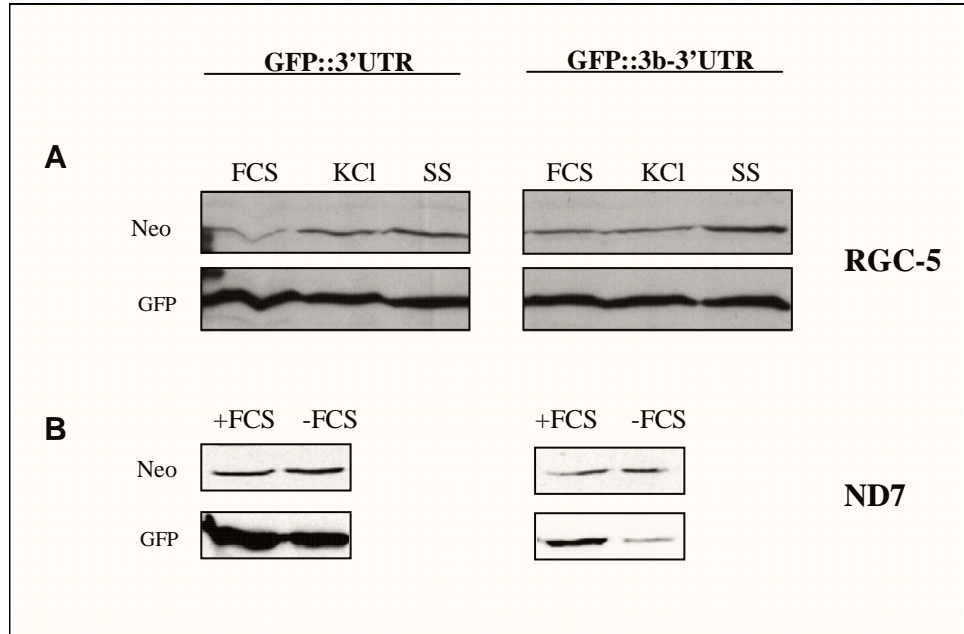 GFP::3'UTR GFP::3b-3'UTR
A
FCS KCl SS FCS KCl SS
Neo
RGC-5
GFP
B
+FCS -FCS +FCS -FCS
Neo
ND7
GFP